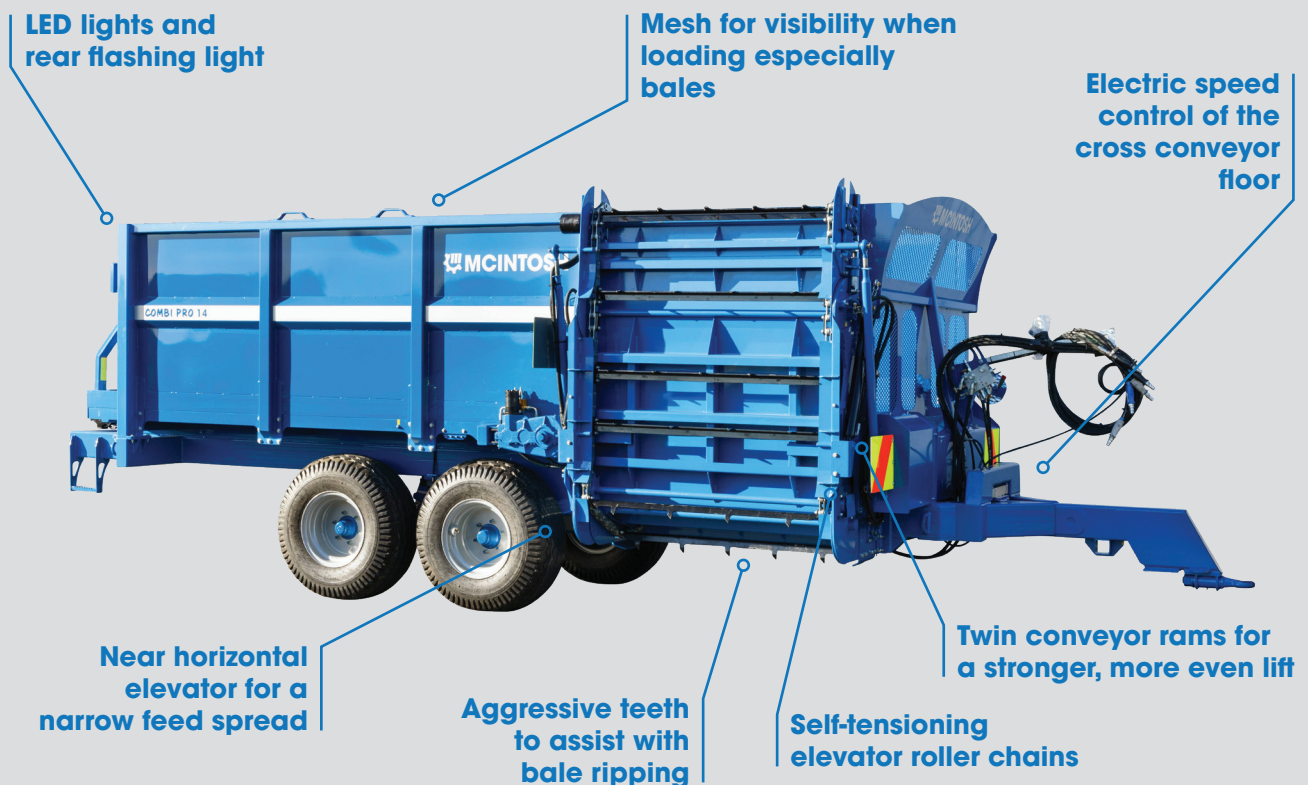 LED lights and
rear flashing light
Mesh for visibility when
loading especially
bales
Electric speed
control of the
cross conveyor
floor
MCINTOSH
MCINTOSH
COMBI PRO 14
Near horizontal
elevator for a
narrow feed spread
Aggressive teeth
to assist with
bale ripping
Self-tensioning
elevator roller chains
Twin conveyor rams for
a stronger, more even lift